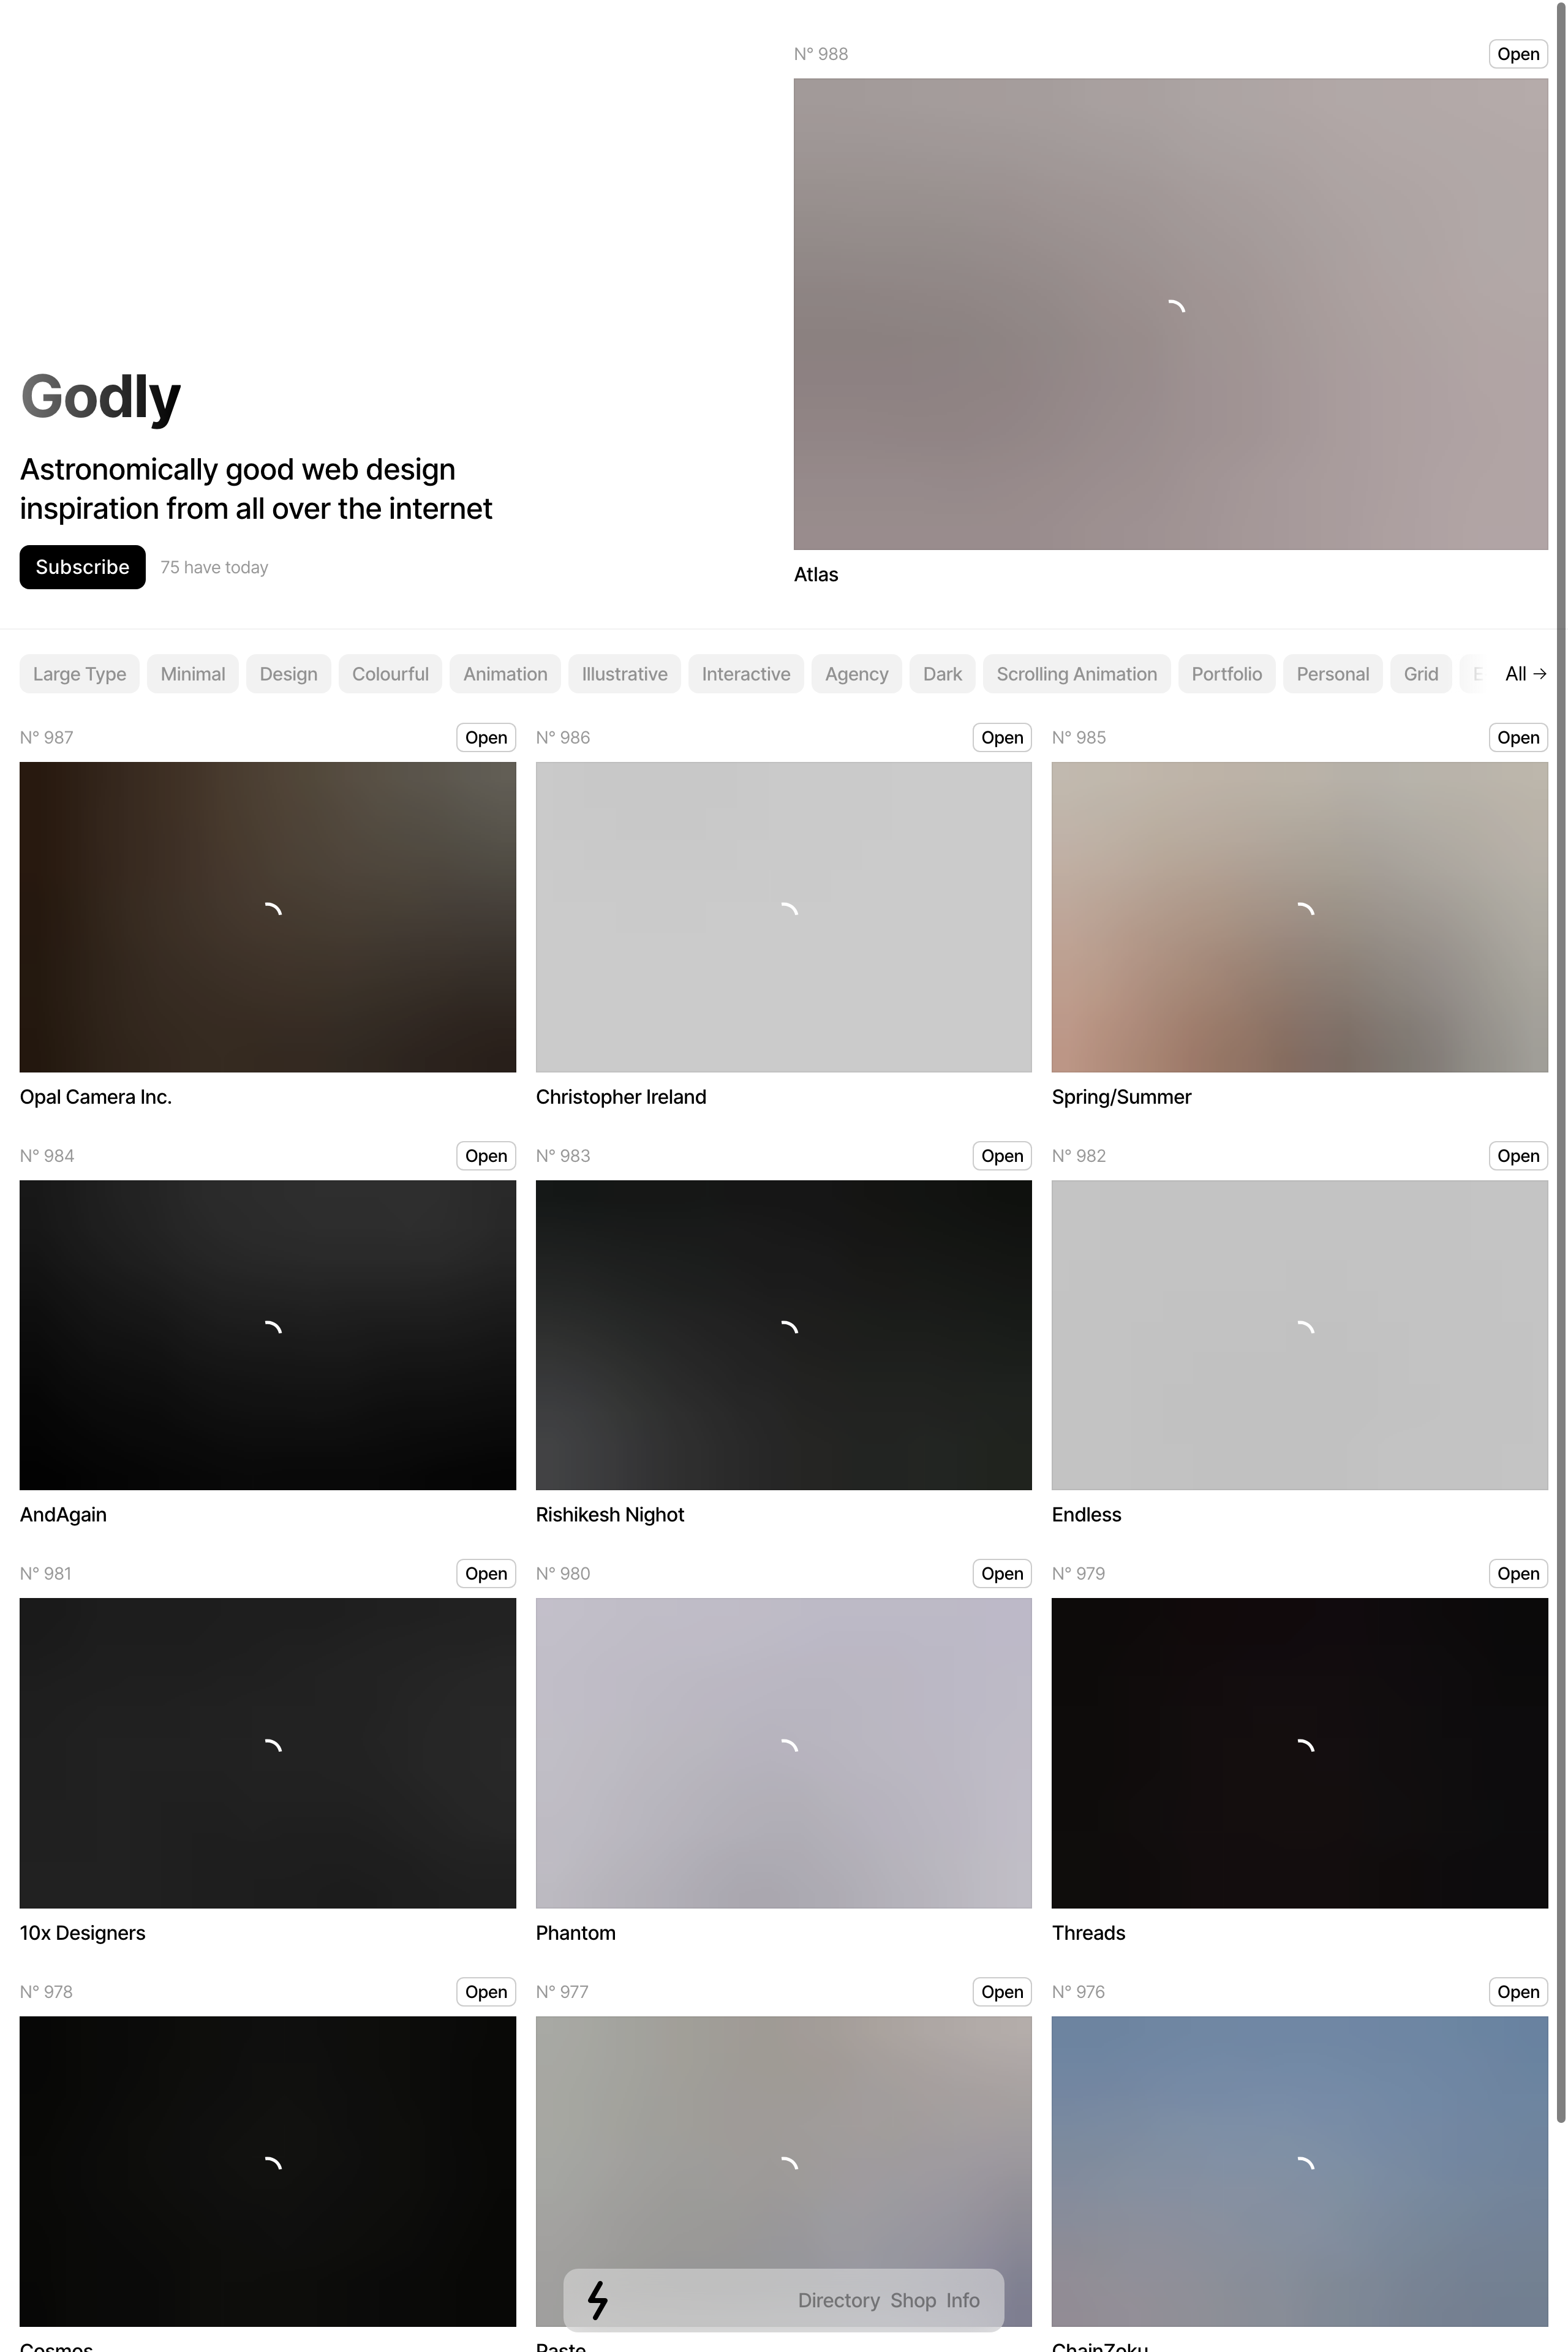 N° 988
Open
Godly
Astronomically good web design
inspiration from all over the internet
Subscribe
75 have today
Atlas
Large Type
Minimal
Design
Colourful
Animation
Illustrative
Interactive
Agency
Dark
Scrolling Animation
Portfolio
Personal
Grid
All →
N° 987
Open
N° 986
Open
N° 985
Open
Opal Camera Inc.
Christopher Ireland
Spring/Summer
N° 984
Open
N° 983
Open
N° 982
Open
AndAgain
Rishikesh Nighot
Endless
N° 981
Open
N° 980
Open
N° 979
Open
10x Designers
Phantom
Threads
N° 978
Open
N° 977
Open
N° 976
Open
Directory
Shop
Info
Cosmos
Paste
ChainZoku